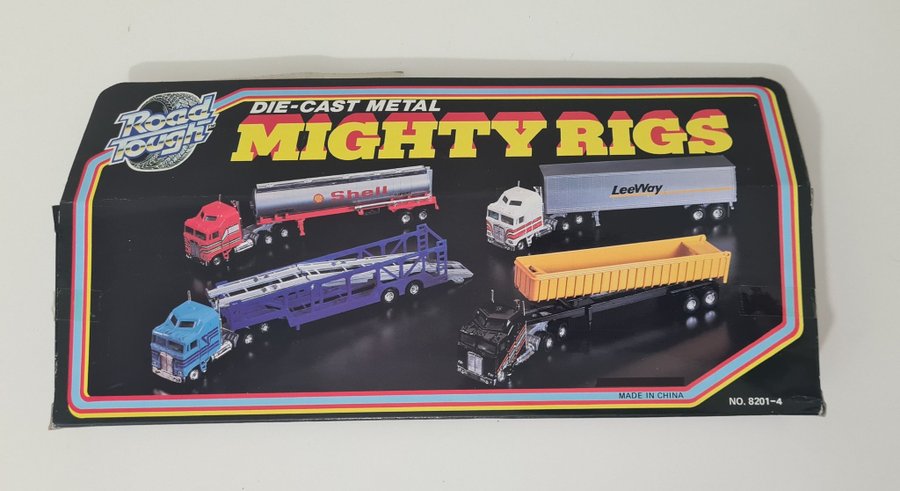 Road
Tough
DIE-CAST METAL
MIGHTY RIGS
Shell
LeeWay
MADE IN CHINA
NO. 8201-4